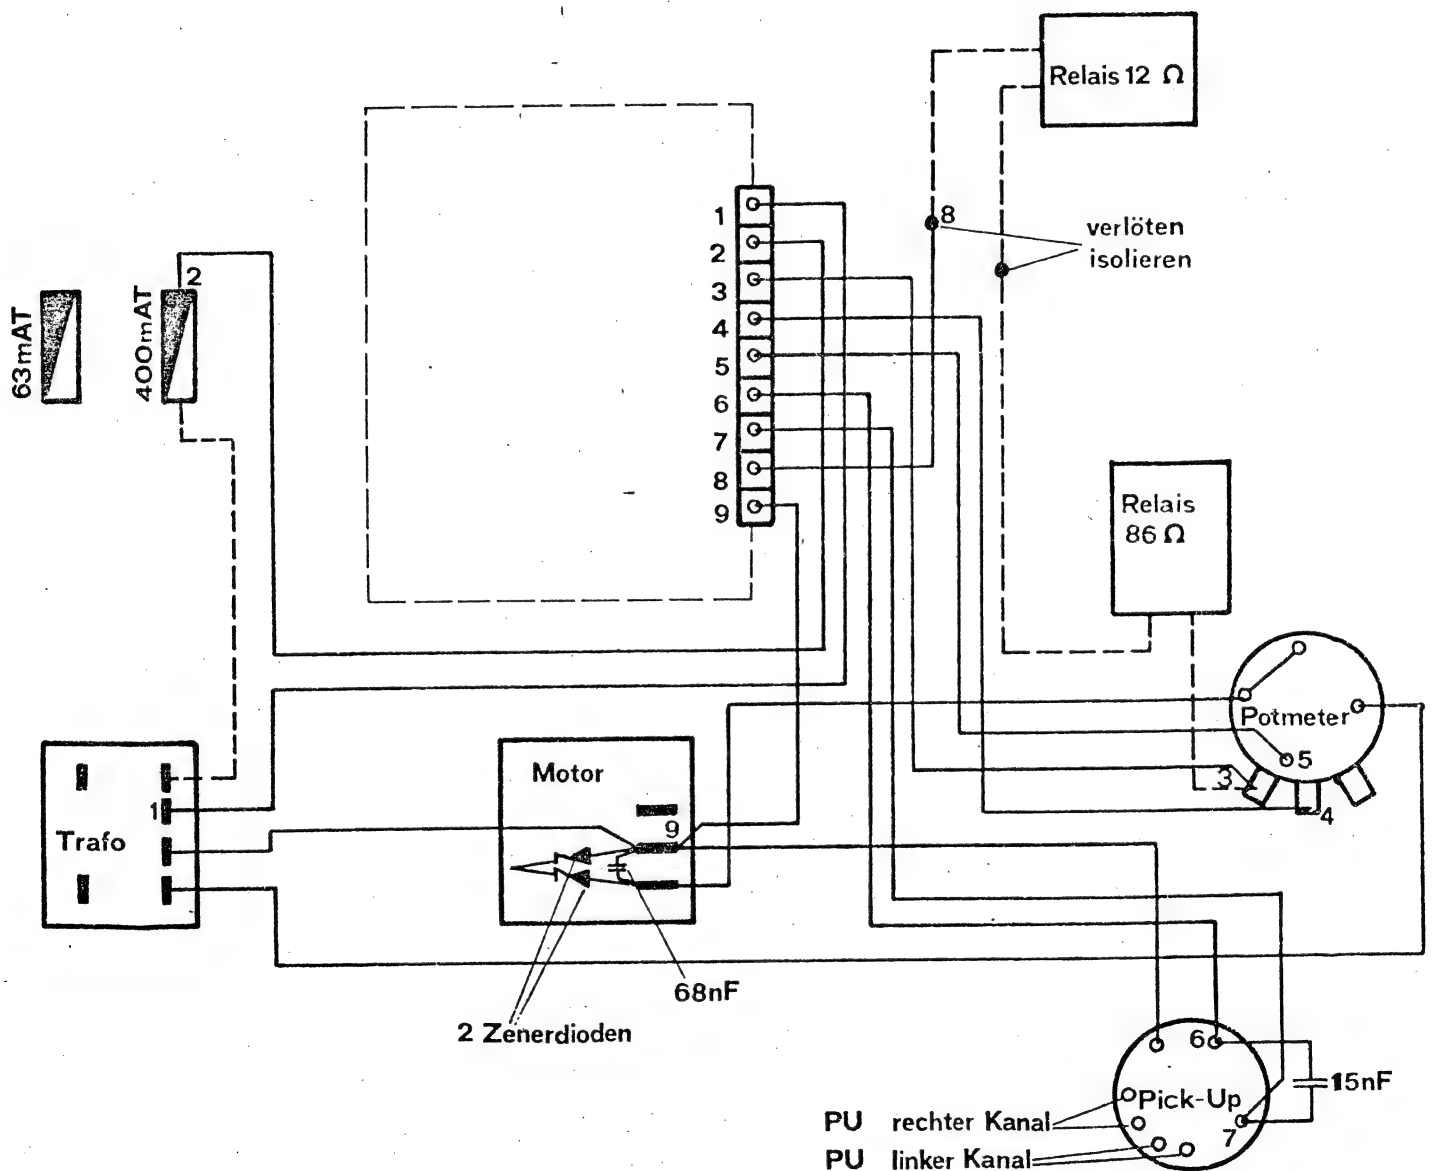 Relais 12 Ω
1
2
3
4
5
6
7
8
9
8
verlöten
isolieren
63mAT
400mAT
2
Relais
86 Ω
Potmeter
5
3
4
Trafo
1
Motor
9
68nF
2 Zenerdioden
6
Pick-Up
7
15nF
PU rechter Kanal
PU linker Kanal